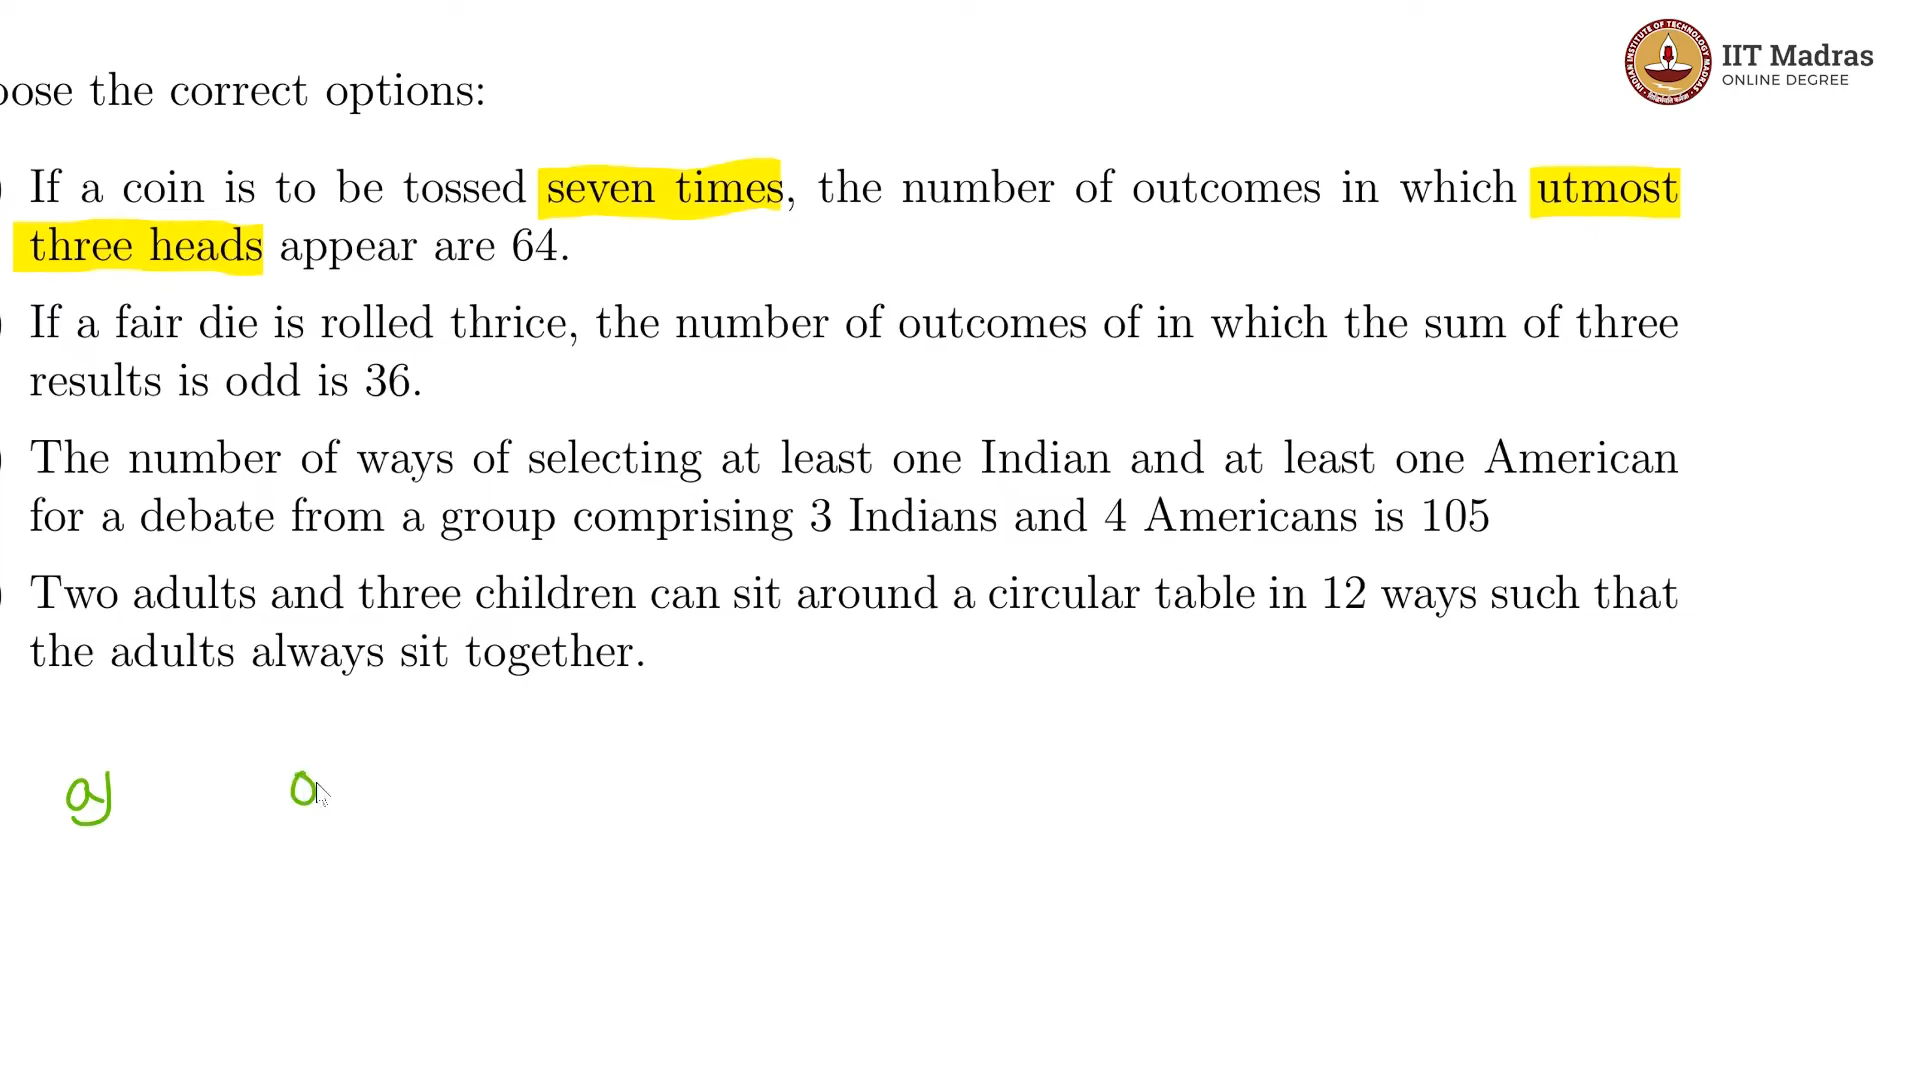 IIT Madras
ONLINE DEGREE
oose the correct options:
) If a coin is to be tossed seven times, the number of outcomes in which utmost
three heads appear are 64.
) If a fair die is rolled thrice, the number of outcomes of in which the sum of three
results is odd is 36.
) The number of ways of selecting at least one Indian and at least one American
for a debate from a group comprising 3 Indians and 4 Americans is 105
) Two adults and three children can sit around a circular table in 12 ways such that
the adults always sit together.
a) 0